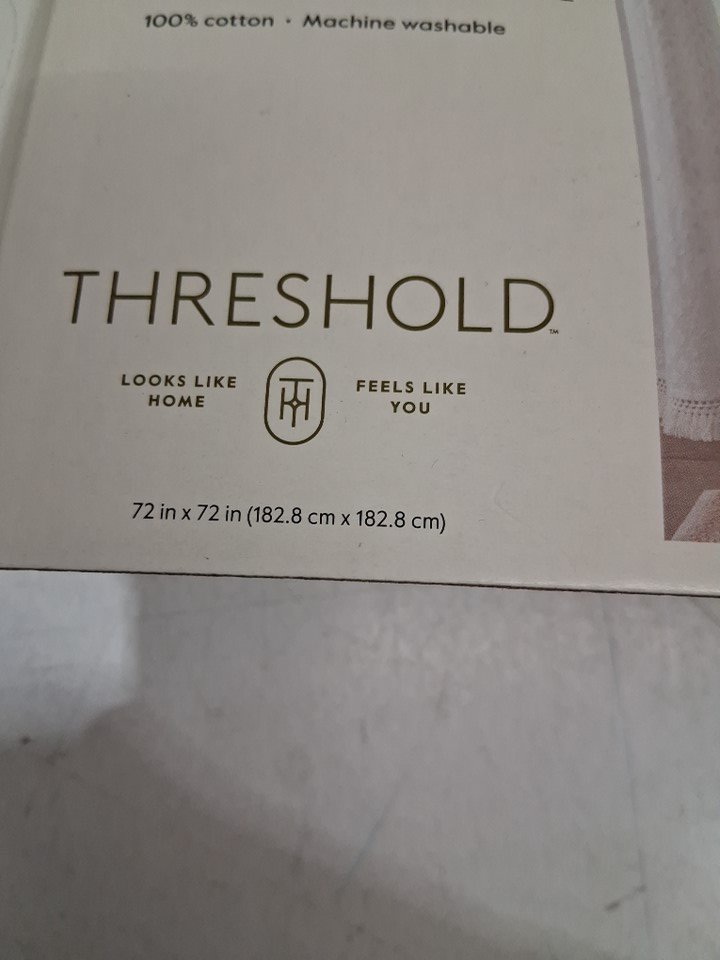 100% cotton · Machine washable
THRESHOLD™
LOOKS LIKE
HOME
FEELS LIKE
YOU
72 in x 72 in (182.8 cm x 182.8 cm)